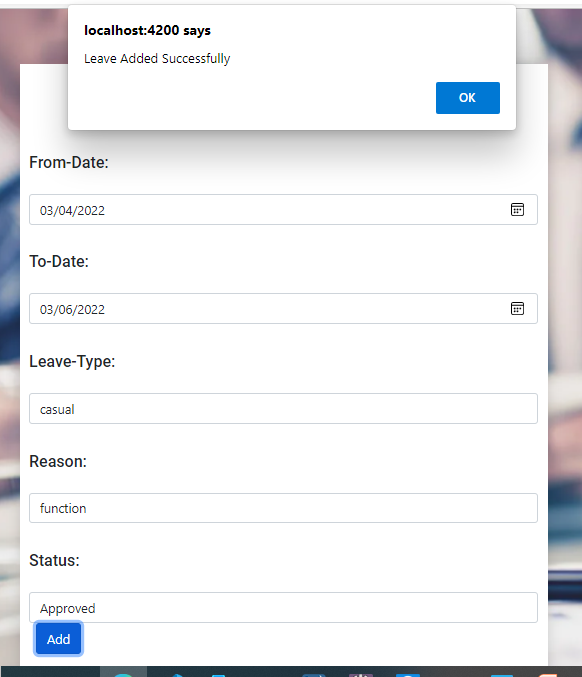 localhost:4200 says
Leave Added Successfully
OK
From-Date:
03/04/2022
To-Date:
03/06/2022
Leave-Type:
casual
Reason:
function
Status:
Approved
Add